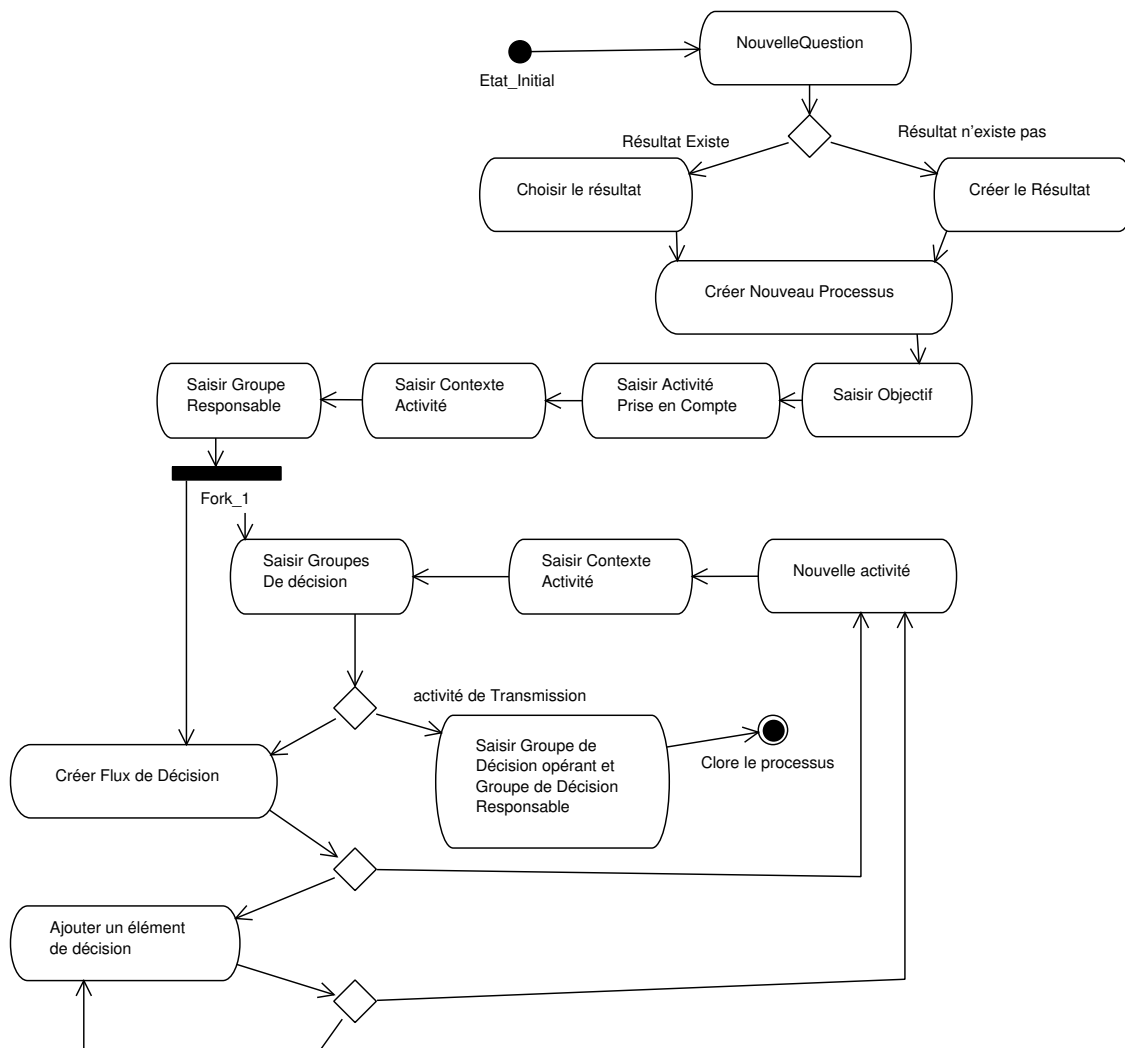 NouvelleQuestion
Etat_Initial
Résultat Existe
Résultat n'existe pas
Choisir le résultat
Créer le Résultat
Créer Nouveau Processus
Saisir Groupe
Responsable
Saisir Contexte
Activité
Saisir Activité
Prise en Compte
Saisir Objectif
Fork_1
Saisir Groupes
De décision
Saisir Contexte
Activité
Nouvelle activité
activité de Transmission
Créer Flux de Décision
Saisir Groupe de
Décision opérant et
Groupe de Décision
Responsable
Clore le processus
Ajouter un élémént
de décision